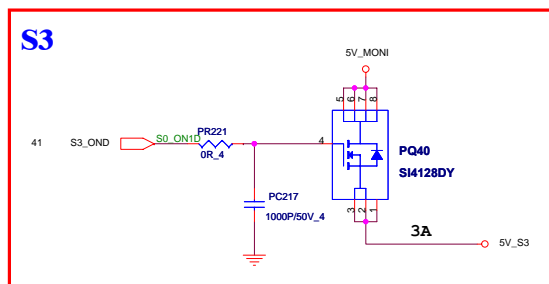 S3
5V_MONI
5
6
7
8
41
S3_OND
S0_ON1D
PR221
0R_4
4
PQ40
SI4128DY
PC217
1000P/50V_4
3
2
1
3A
5V_S3